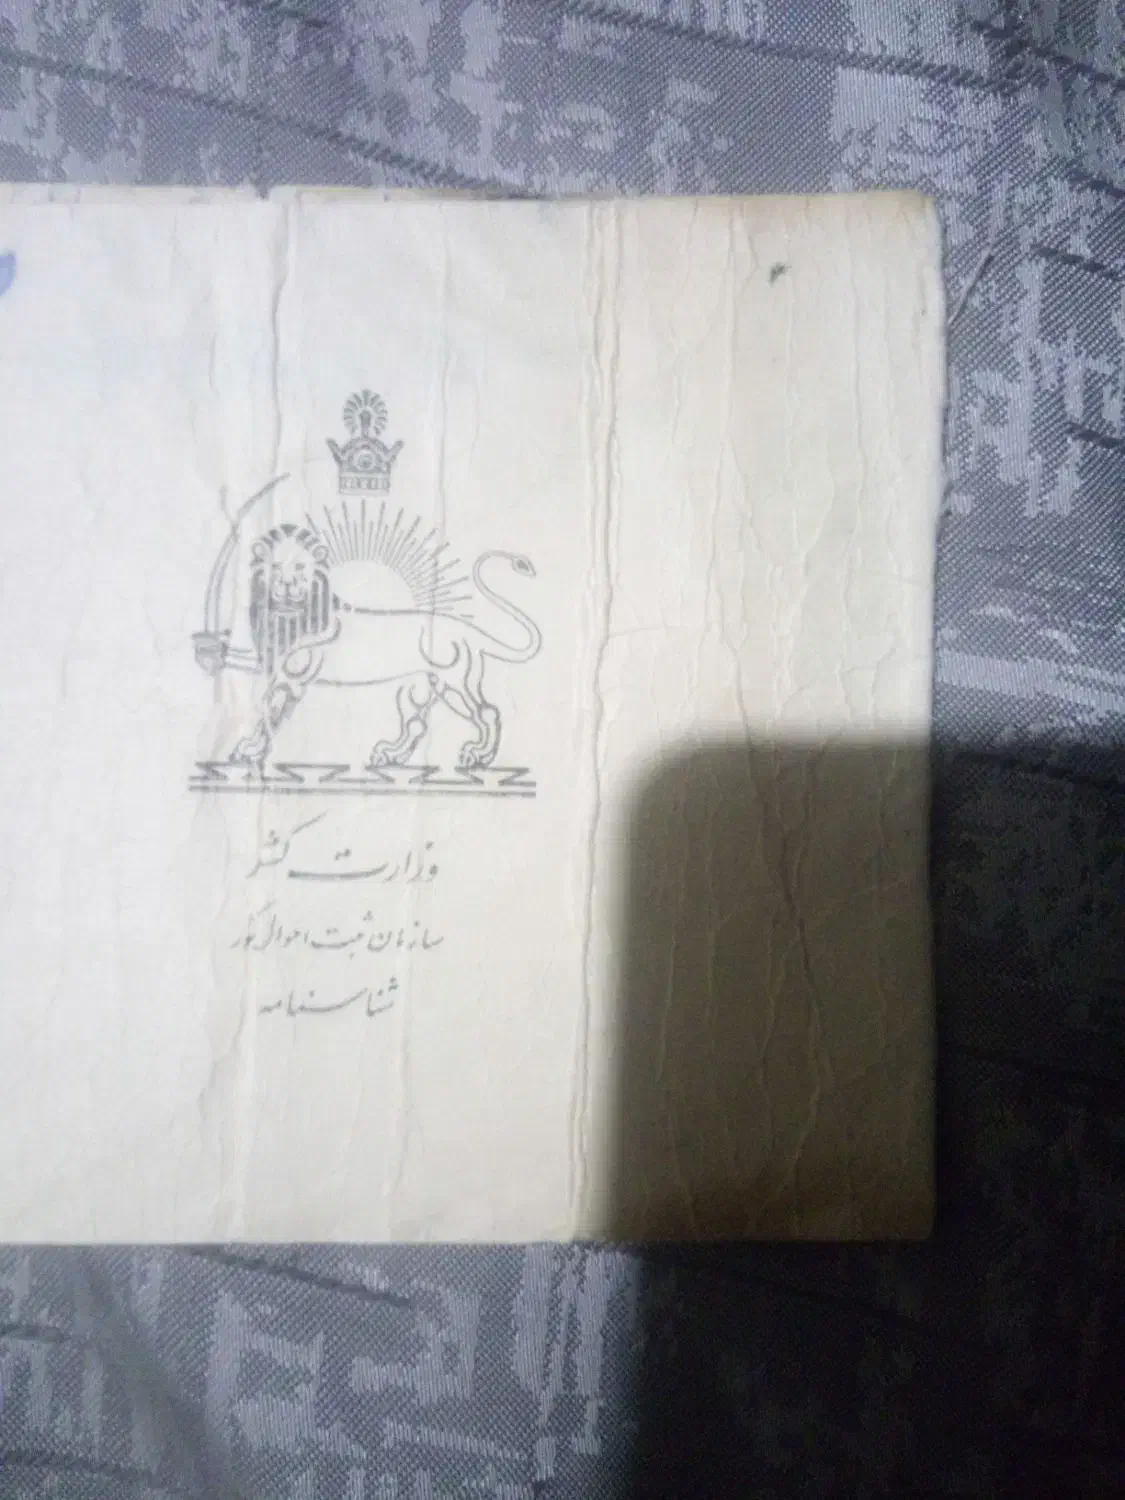 وزارت کشور
سازمان ثبت احوال کشور
شناسنامه